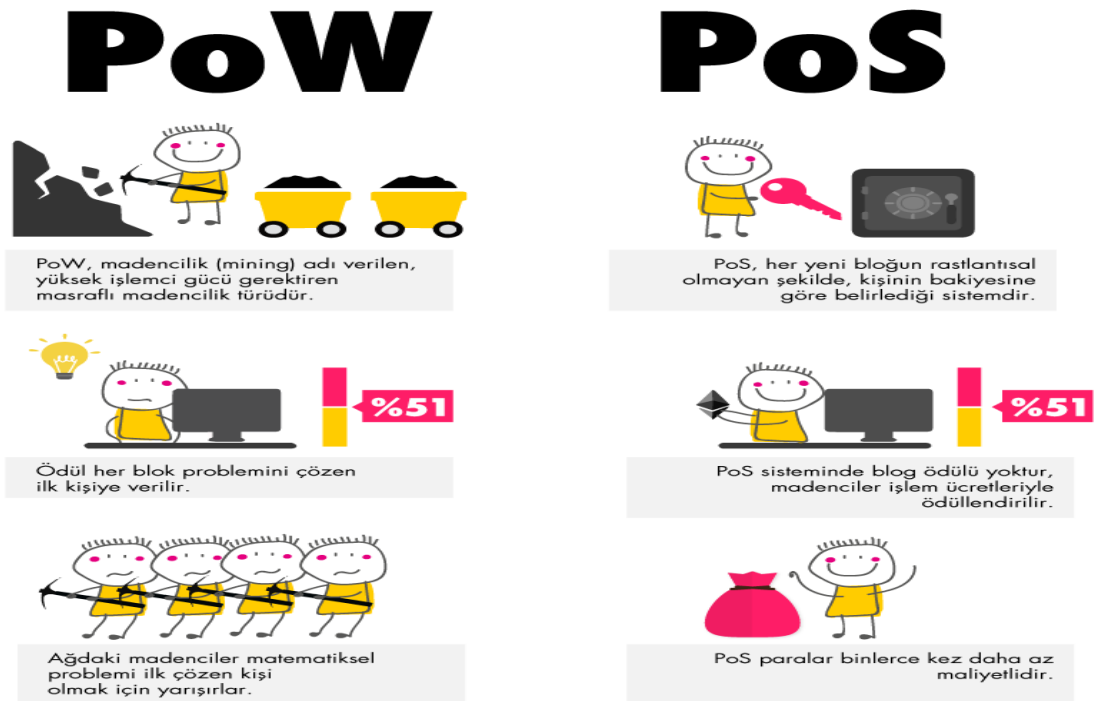 PoW
PoW, madencilik (mining) adı verilen,
yüksek işlemci gücü gerektiren
masraflı madencilik türüdür.
%51
Ödül her blok problemini çözen
ilk kişiye verilir.
Ağdaki madenciler matematiksel
problemi ilk çözen kişi
olmak için yarışırlar.
PoS
PoS, her yeni bloğun rastlantısal
olmayan şekilde, kişinin bakiyesine
göre belirlediği sistemdir.
%51
PoS sisteminde blog ödülü yoktur,
madenciler işlem ücretleriyle
ödüllendirilir.
PoS paralar binlerce kez daha az
maliyetlidir.